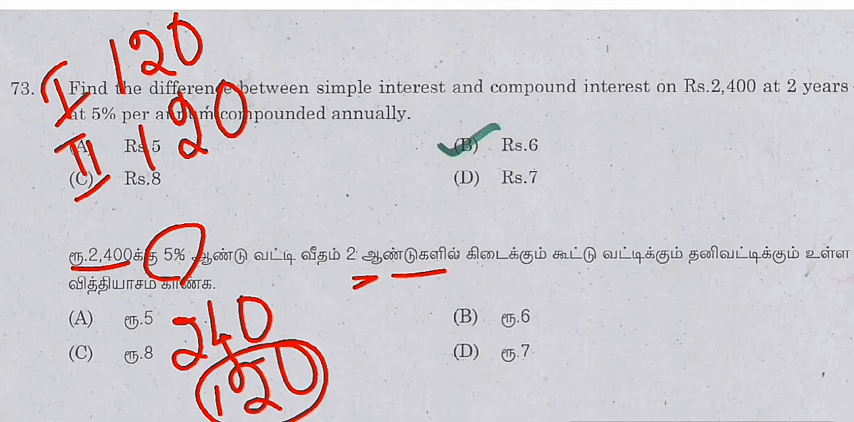 I 120
73. Find the difference between simple interest and compound interest on Rs.2,400 at 2 years
at 5% per annum compounded annually.
II 120
(A) Rs.5 (B) Rs.6
(C) Rs.8 (D) Rs.7
ரூ.2,400க்கு 5% ஆண்டு வட்டி வீதம் 2 ஆண்டுகளில் கிடைக்கும் கூட்டு வட்டிக்கும் தனிவட்டிக்கும் உள்ள
வித்தியாசம் காண்க.
(A) ரூ.5 (B) ரூ.6
(C) ரூ.8 (D) ரூ.7
240
120